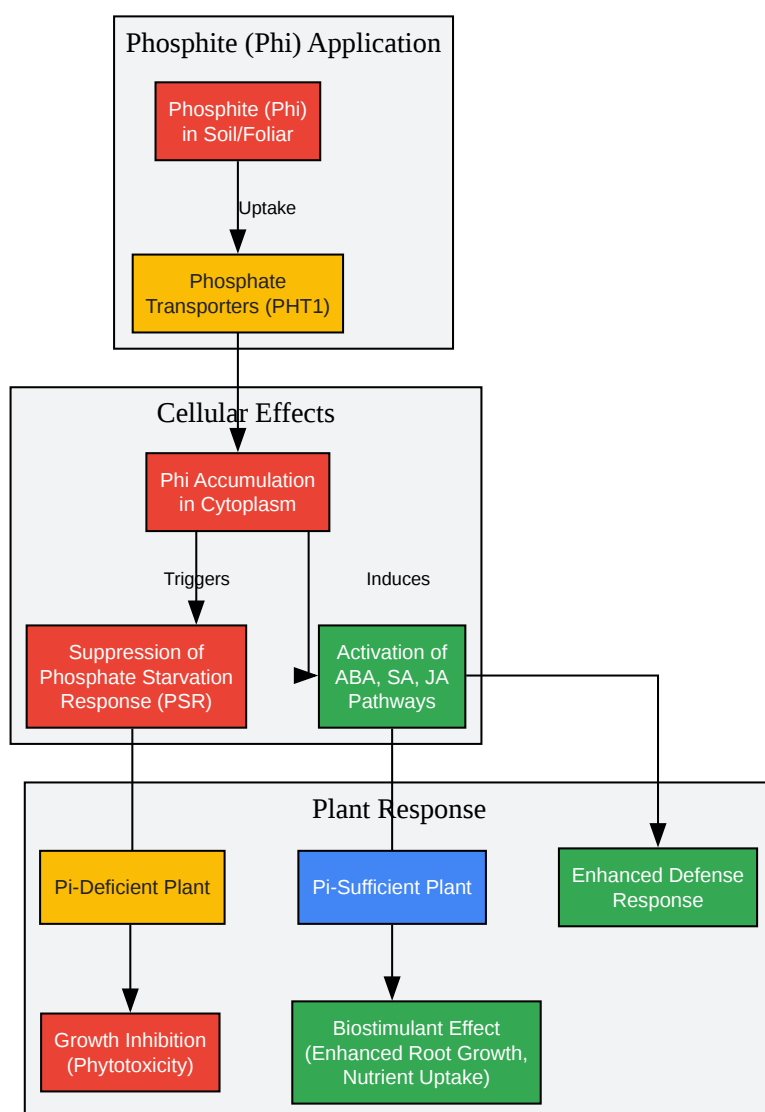 Phosphite (Phi) Application
Phosphite (Phi)
in Soil/Foliar
Uptake
Phosphate
Transporters (PHT1)
Cellular Effects
Phi Accumulation
in Cytoplasm
Triggers
Induces
Suppression of
Phosphate Starvation
Response (PSR)
Activation of
ABA, SA, JA
Pathways
Plant Response
Pi-Deficient Plant
Pi-Sufficient Plant
Enhanced Defense
Response
Growth Inhibition
(Phytotoxicity)
Biostimulant Effect
(Enhanced Root Growth,
Nutrient Uptake)